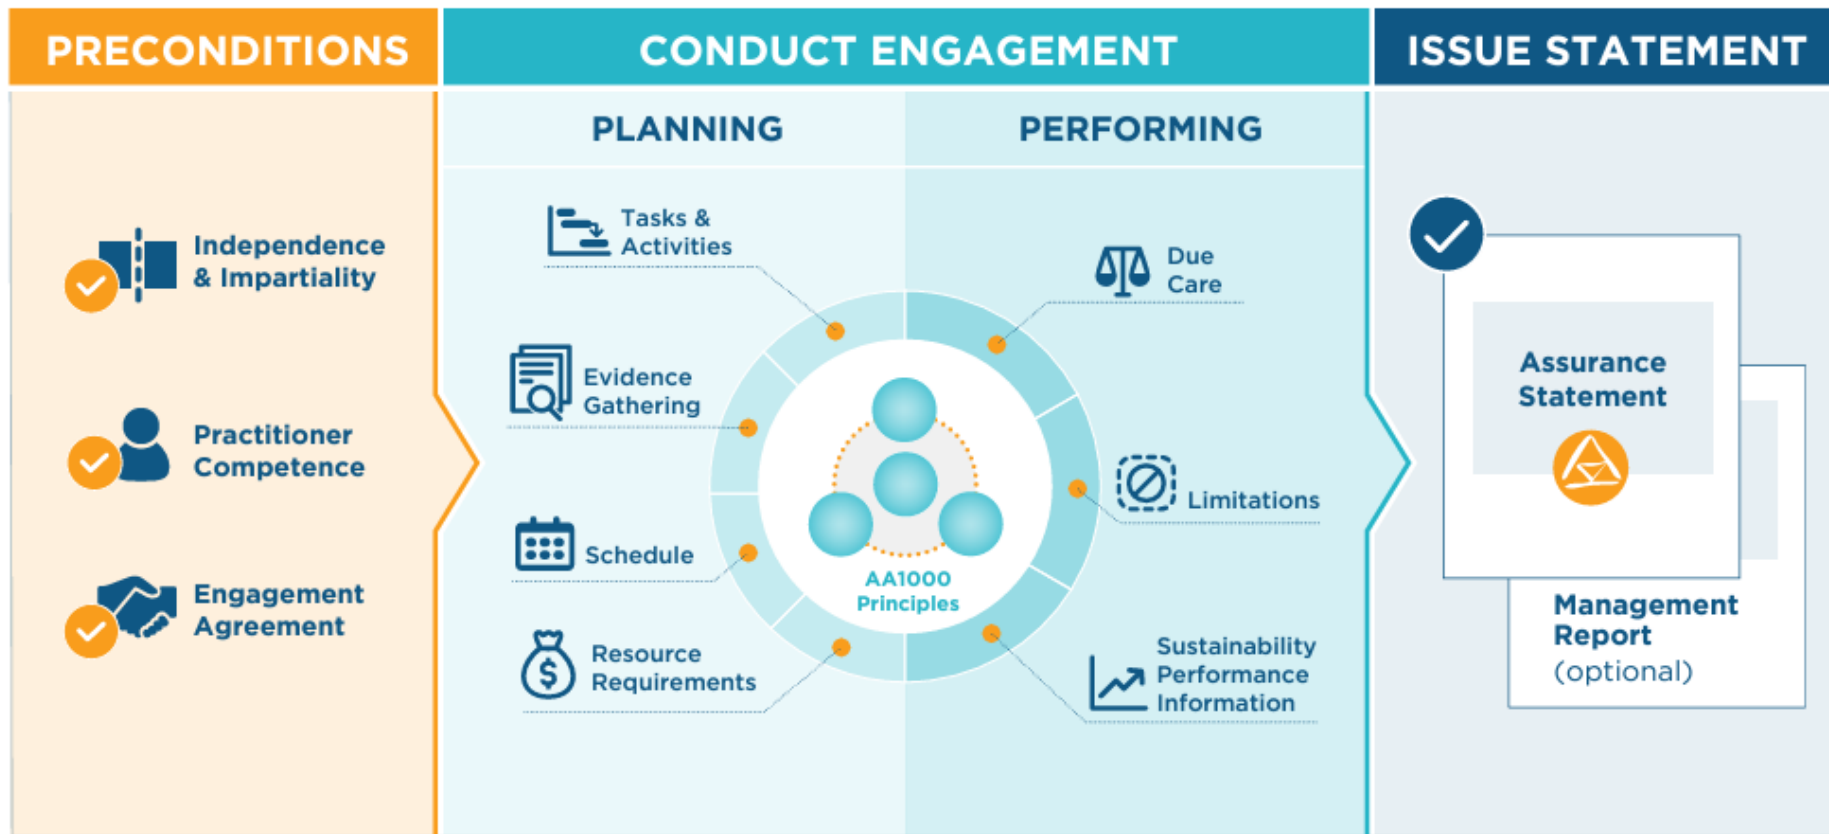 PRECONDITIONS
Independence
& Impartiality
Practitioner
Competence
Engagement
Agreement
CONDUCT ENGAGEMENT
PLANNING
Tasks &
Activities
Evidence
Gathering
Schedule
Resource
Requirements
$
AA1000
Principles
PERFORMING
Due
Care
Limitations
Sustainability
Performance
Information
ISSUE STATEMENT
Assurance
Statement
Management
Report
(optional)